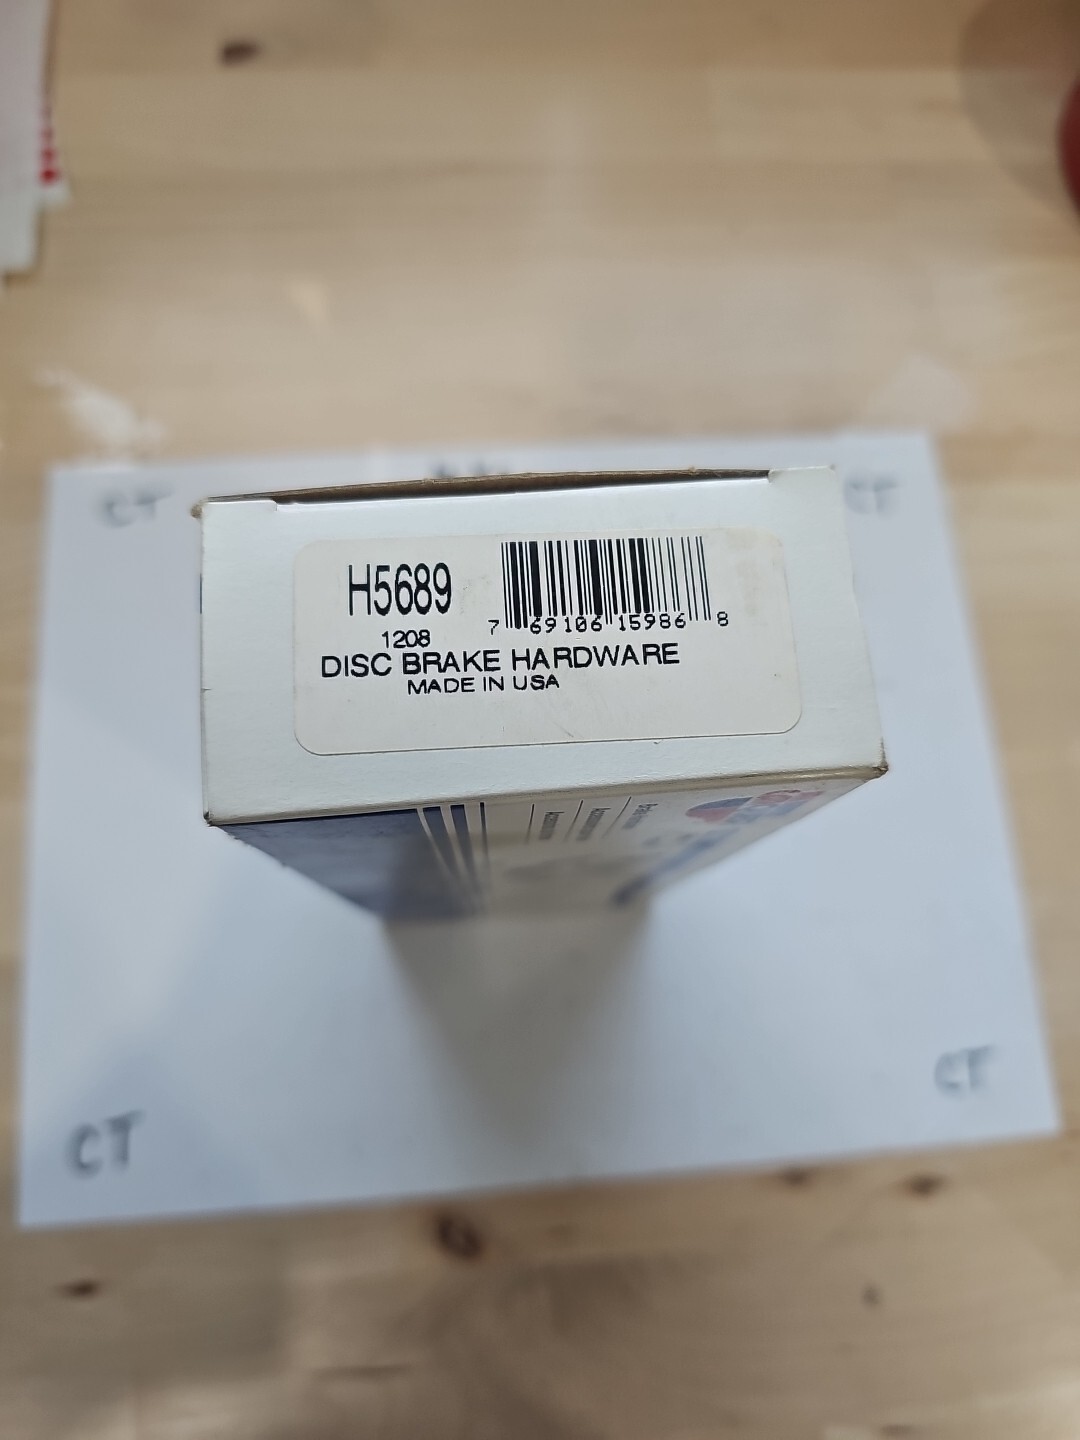 CT
CT
H5689
7 69106 15986 8
1208
DISC BRAKE HARDWARE
MADE IN USA
CT
CT